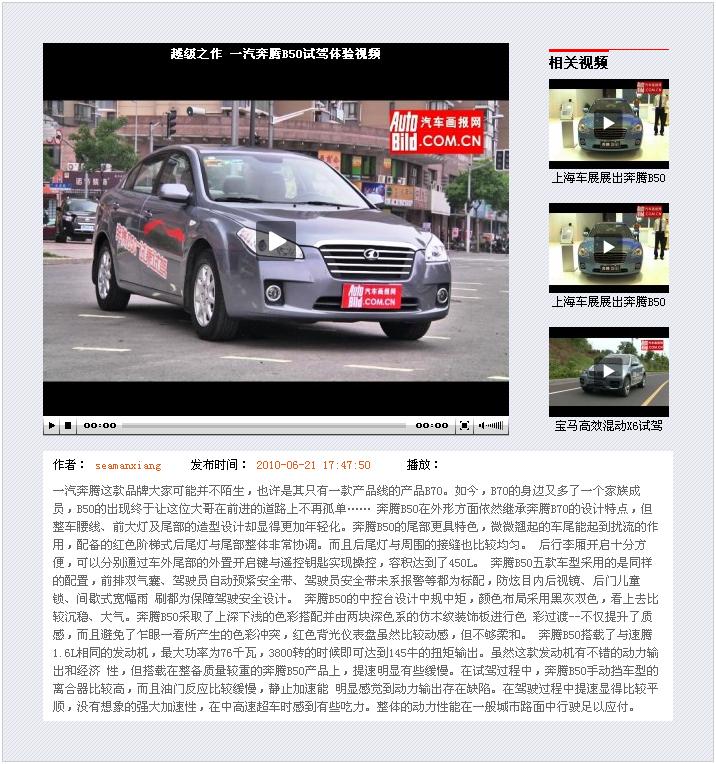 越级之作 一汽奔腾B50试驾体验视频
Auto Bild 汽车画报网
.COM.CN
Auto Bild 汽车画报网
.COM.CN
00:00 00:00
相关视频
上海车展展出奔腾B50
上海车展展出奔腾B50
宝马高效混动X6试驾
作者： seamanxiang 发布时间： 2010-06-21 17:47:50 播放：
一汽奔腾这款品牌大家可能并不陌生，也许是其只有一款产品线的产品B70。如今，B70的身边又多了一个家族成
员，B50的出现终于让这位大哥在前进的道路上不再孤单…… 奔腾B50在外形方面依然继承奔腾B70的设计特点，但
整车腰线、前大灯及尾部的造型设计却显得更加年轻化。奔腾B50的尾部更具特色，微微翘起的车尾能起到扰流的作
用，配备的红色阶梯式后尾灯与尾部整体非常协调。而且后尾灯与周围的接缝也比较均匀。 后行李厢开启十分方
便，可以分别通过车外尾部的外置开启键与遥控钥匙实现操控，容积达到了450L。 奔腾B50五款车型采用的是同样
的配置，前排双气囊、驾驶员自动预紧安全带、驾驶员安全带未系报警等都为标配，防炫目内后视镜、后门儿童
锁、间歇式宽幅雨 刷都为保障驾驶安全设计。 奔腾B50的中控台设计中规中矩，颜色布局采用黑灰双色，看上去比
较沉稳、大气。奔腾B50采取了上深下浅的色彩搭配并由两块深色系的仿木纹装饰板进行色 彩过渡--不仅提升了质
感，而且避免了乍眼一看所产生的色彩冲突，红色背光仪表盘虽然比较动感，但不够柔和。 奔腾B50搭载了与速腾
1.6L相同的发动机，最大功率为76千瓦，3800转的时候即可达到145牛的扭矩输出。虽然这款发动机有不错的动力输
出和经济 性，但搭载在整备质量较重的奔腾B50产品上，提速明显有些缓慢。在试驾过程中，奔腾B50手动挡车型的
离合器比较高，而且油门反应比较缓慢，静止加速能 明显感觉到动力输出存在缺陷。在驾驶过程中提速显得比较平
顺，没有想象的强大加速性，在中高速超车时感到有些吃力。整体的动力性能在一般城市路面中行驶足以应付。